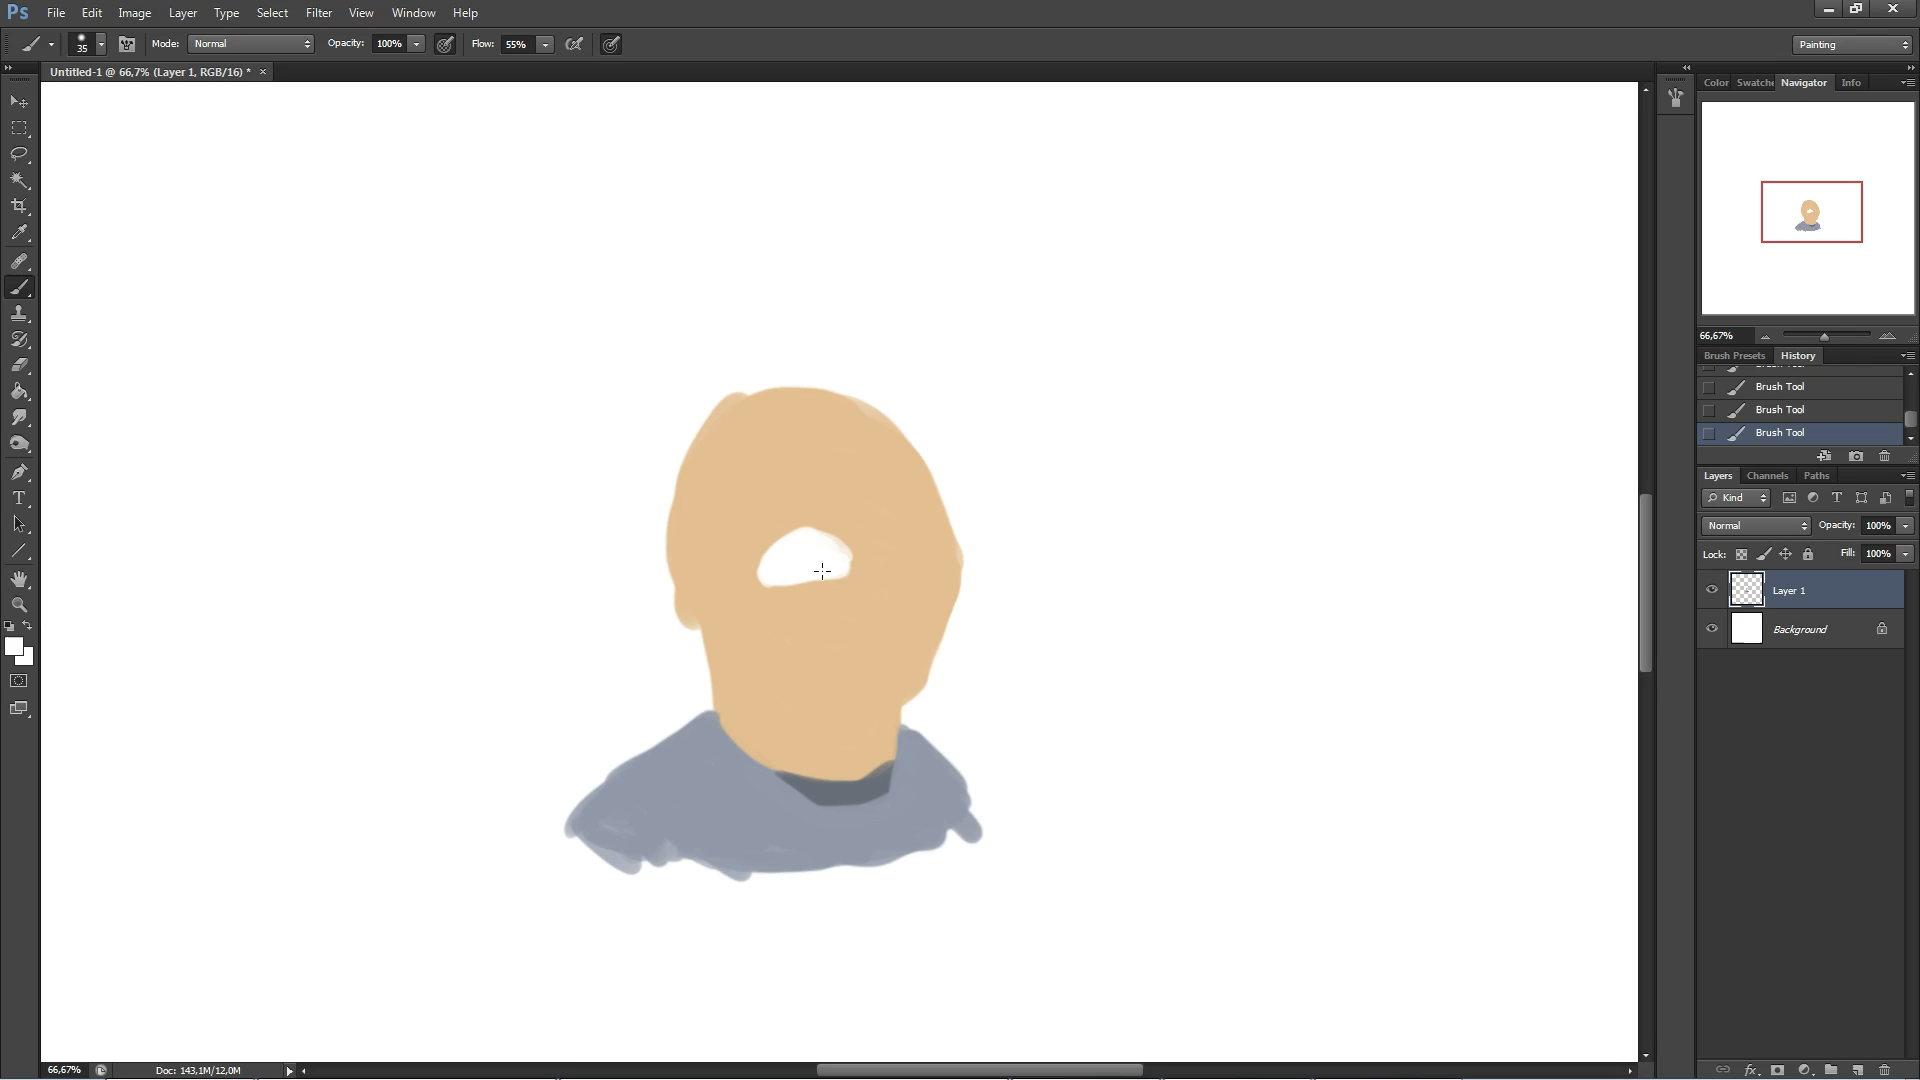 Ps File Edit Image Layer Type Select Filter View Window Help
35 Mode: Normal Opacity: 100% Flow: 55% Painting
Untitled-1 @ 66,7% (Layer 1, RGB/16) * ×
Color Swatche Navigator Info
66,67%
Brush Presets History
Brush Tool
Brush Tool
Brush Tool
Layers Channels Paths
Kind T
Normal Opacity: 100%
Lock: Fill: 100%
Layer 1
Background
T
66,67% Doc: 143,1M/12,0M
fx